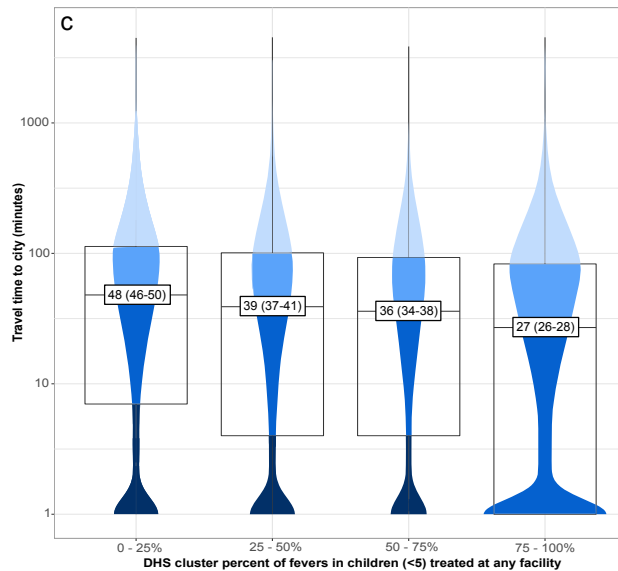 C
Travel time to city (minutes)
1000
100
10
1
48 (46-50)
39 (37-41)
36 (34-38)
27 (26-28)
0 - 25%
25 - 50%
50 - 75%
75 - 100%
DHS cluster percent of fevers in children (<5) treated at any facility